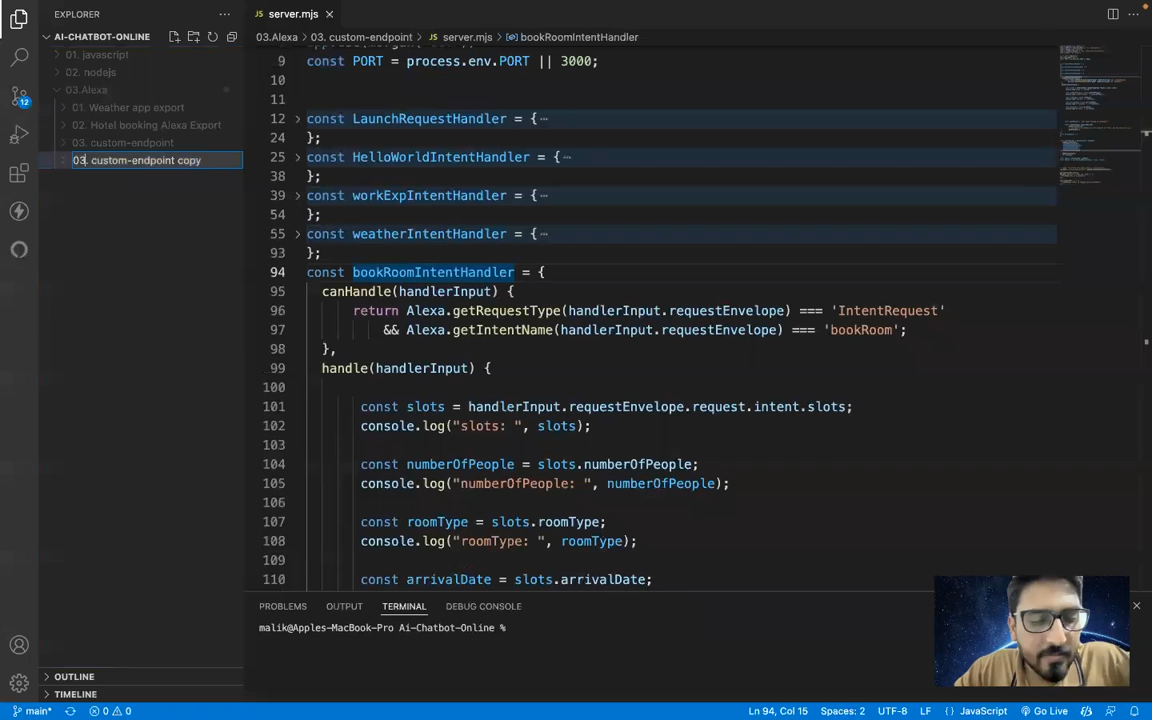 EXPLORER
AI-CHATBOT-ONLINE
01. javascript
02. nodejs
03.Alexa
01. Weather app export
02. Hotel booking Alexa Export
03. custom-endpoint
03. custom-endpoint copy
OUTLINE
TIMELINE
12
JS server.mjs
03.Alexa > 03. custom-endpoint > JS server.mjs > bookRoomIntentHandler
9 const PORT = process.env.PORT || 3000;
10
11
12 const LaunchRequestHandler = {
24 };
25 const HelloWorldIntentHandler = {
38 };
39 const workExpIntentHandler = {
54 };
55 const weatherIntentHandler = {
93 };
94 const bookRoomIntentHandler = {
95 canHandle(handlerInput) {
96 return Alexa.getRequestType(handlerInput.requestEnvelope) === 'IntentRequest'
97 && Alexa.getIntentName(handlerInput.requestEnvelope) === 'bookRoom';
98 },
99 handle(handlerInput) {
100
101 const slots = handlerInput.requestEnvelope.request.intent.slots;
102 console.log("slots: ", slots);
103
104 const numberOfPeople = slots.numberOfPeople;
105 console.log("numberOfPeople: ", numberOfPeople);
106
107 const roomType = slots.roomType;
108 console.log("roomType: ", roomType);
109
110 const arrivalDate = slots.arrivalDate;
PROBLEMS OUTPUT TERMINAL DEBUG CONSOLE
malik@Apples-MacBook-Pro Ai-Chatbot-Online %
main* 0 0 Ln 94, Col 15 Spaces: 2 UTF-8 LF {} JavaScript Go Live